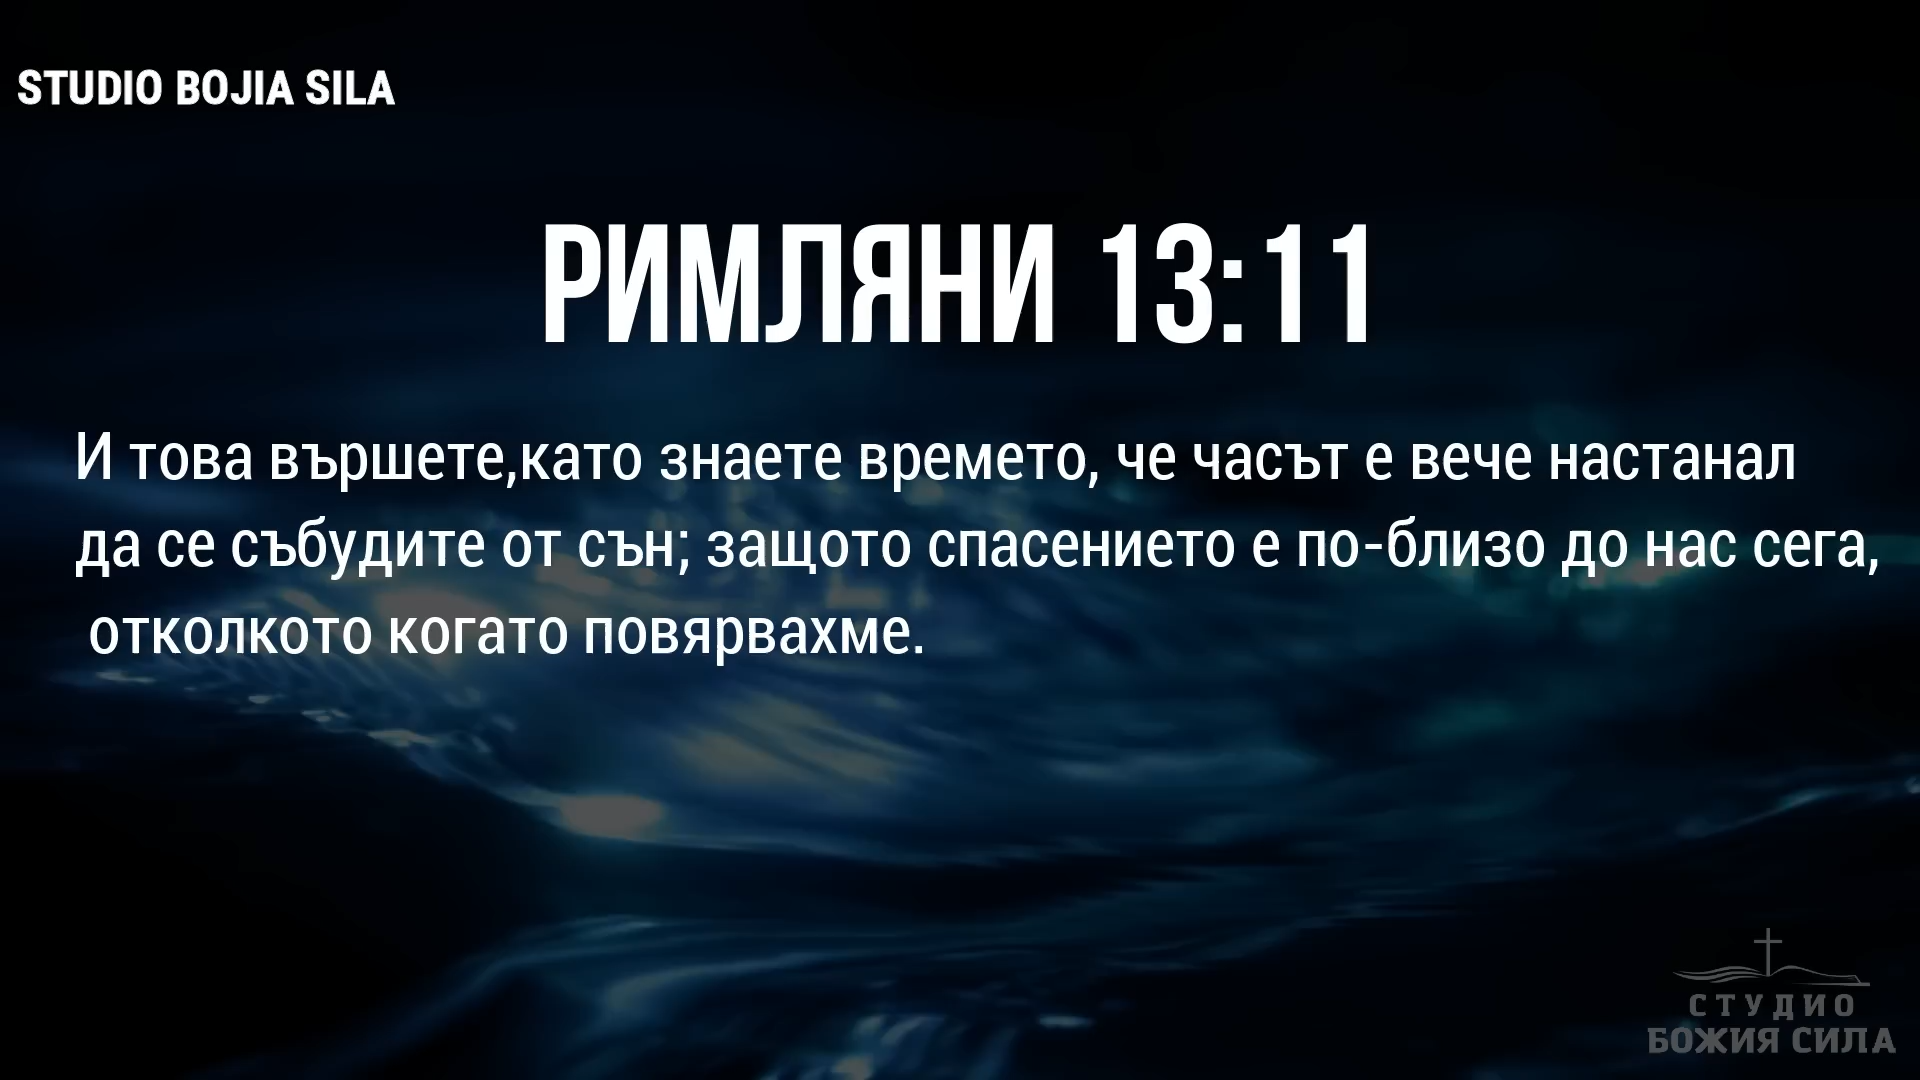 STUDIO BOJIA SILA
РИМЛЯНИ 13:11
И това вършете,като знаете времето, че часът е вече настанал
да се събудите от сън; защото спасението е по-близо до нас сега,
отколкото когато повярвахме.
СТУДИО
БОЖИЯ СИЛА